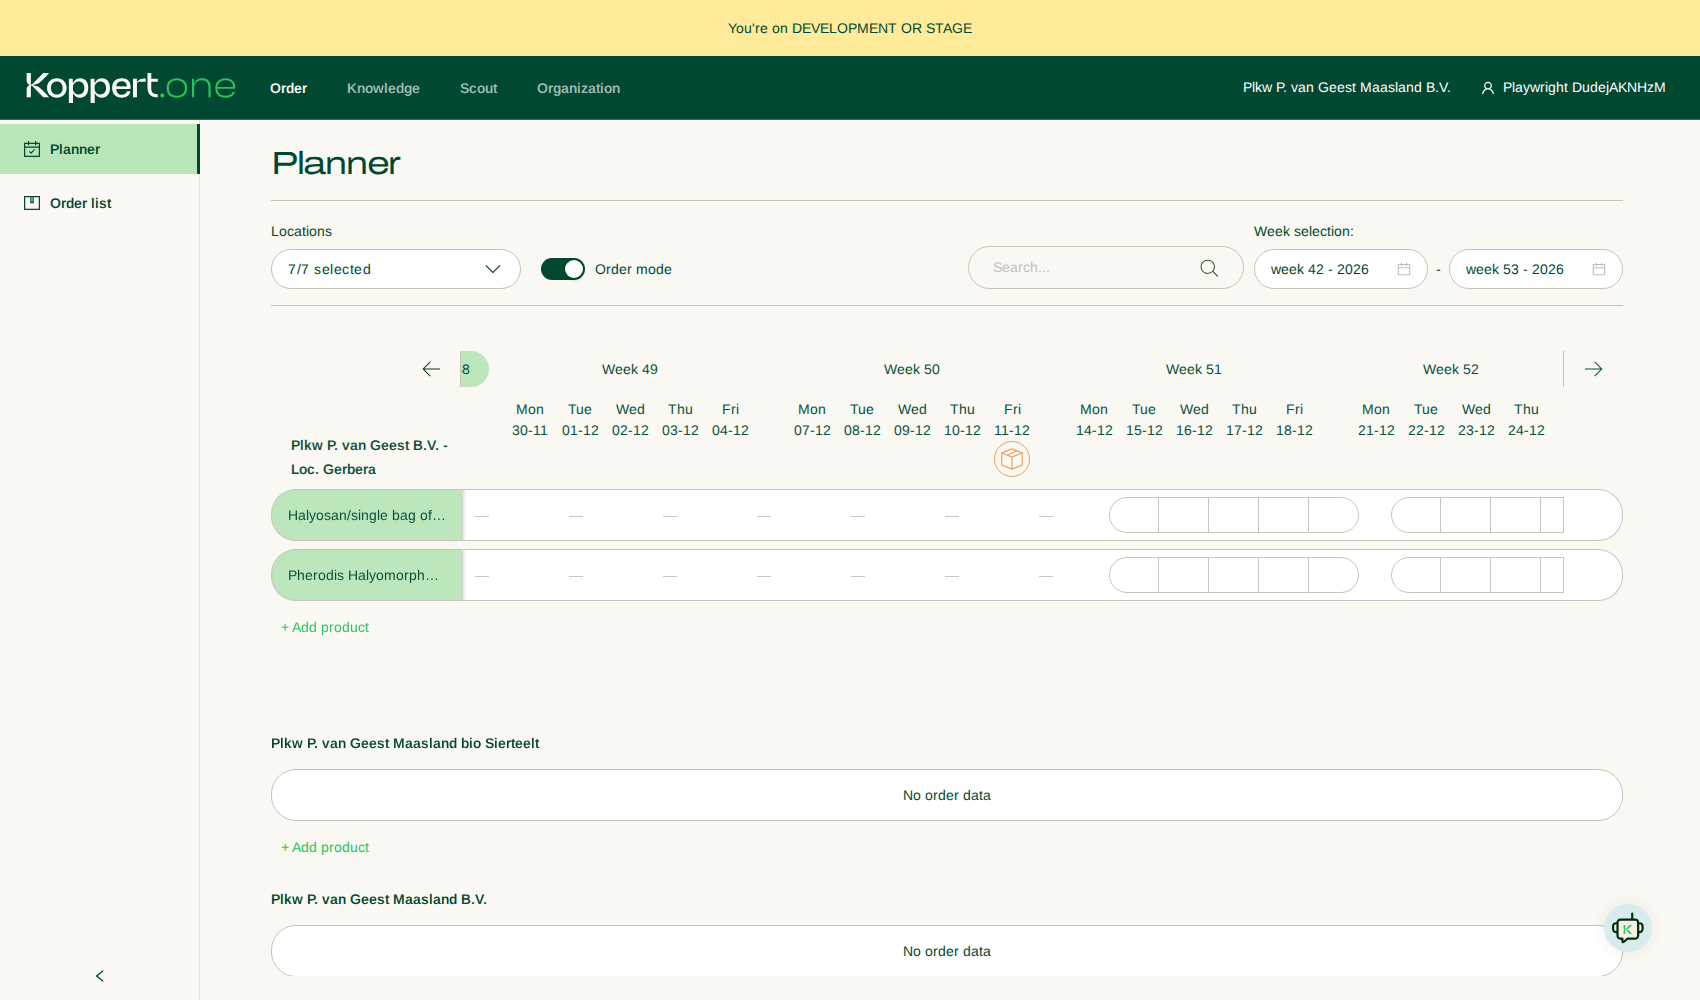 You're on DEVELOPMENT OR STAGE
Koppert.one
Order Knowledge Scout Organization
Plkw P. van Geest Maasland B.V. Playwright DudejAKNHzM
Planner
Order list
Planner
Locations
7/7 selected
Order mode
Search...
Week selection:
week 42 - 2026 - week 53 - 2026
8 Week 49 Week 50 Week 51 Week 52
Mon Tue Wed Thu Fri Mon Tue Wed Thu Fri Mon Tue Wed Thu Fri Mon Tue Wed Thu
30-11 01-12 02-12 03-12 04-12 07-12 08-12 09-12 10-12 11-12 14-12 15-12 16-12 17-12 18-12 21-12 22-12 23-12 24-12
Plkw P. van Geest B.V. -
Loc. Gerbera
Halyosan/single bag of... — — — — — — —
Pherodis Halyomorph... — — — — — — —
+ Add product
Plkw P. van Geest Maasland bio Sierteelt
No order data
+ Add product
Plkw P. van Geest Maasland B.V.
No order data